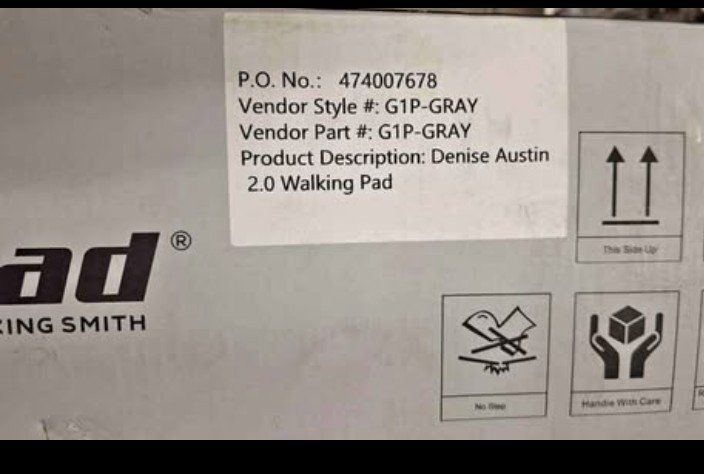 P.O. No.: 474007678
Vendor Style #: G1P-GRAY
Vendor Part #: G1P-GRAY
Product Description: Denise Austin
2.0 Walking Pad
ad ®
KING SMITH
This Side Up
No Step
Handle With Care
R